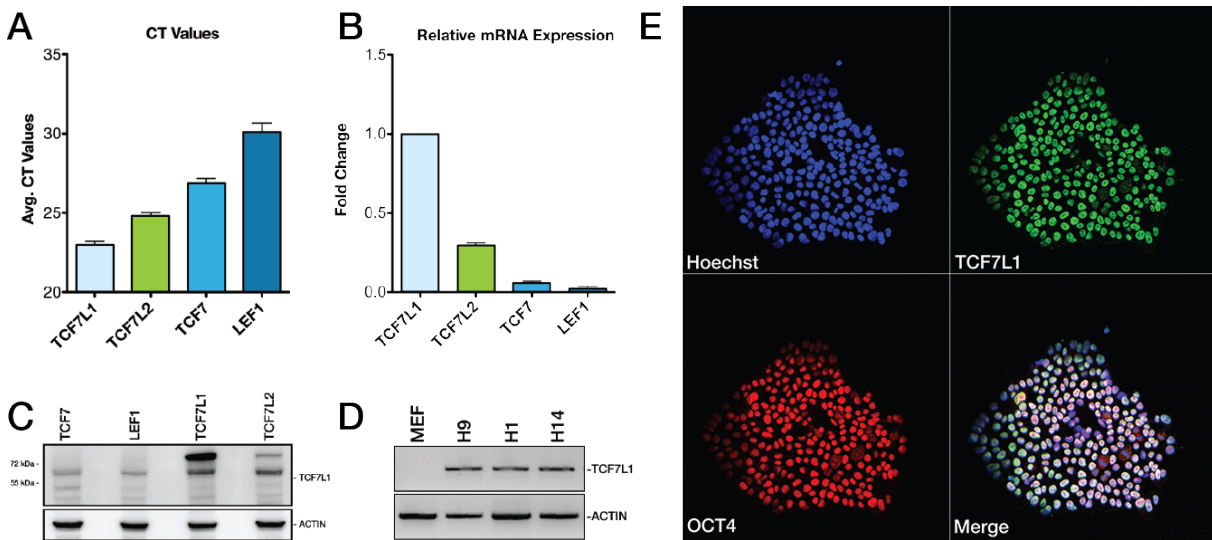 A
CT Values
Avg. CT Values
35
30
25
20
TCF7L1
TCF7L2
TCF7
LEF1
B
Relative mRNA Expression
Fold Change
1.5
1.0
0.5
0.0
TCF7L1
TCF7L2
TCF7
LEF1
C
TCF7
LEF1
TCF7L1
TCF7L2
72 kDa -
55 kDa -
- TCF7L1
- ACTIN
D
MEF
H9
H1
H14
-TCF7L1
-ACTIN
E
Hoechst
TCF7L1
OCT4
Merge